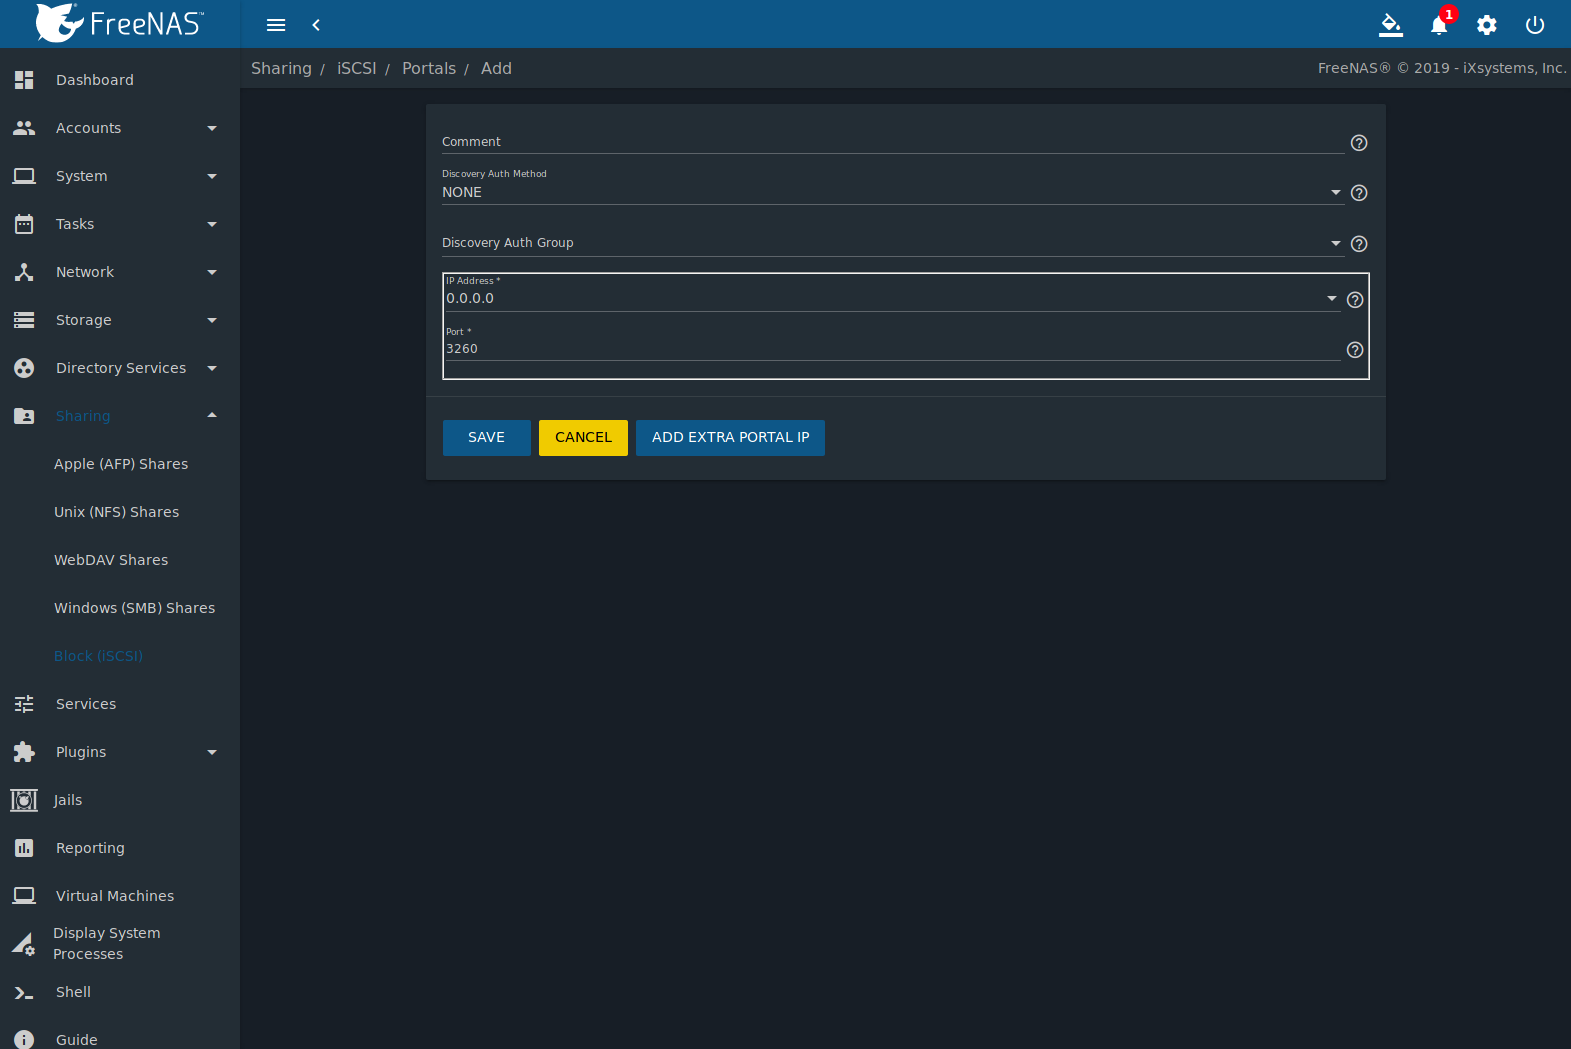 FreeNAS™
1
Sharing / iSCSI / Portals / Add
FreeNAS® © 2019 - iXsystems, Inc.
Dashboard
Accounts
System
Tasks
Network
Storage
Directory Services
Sharing
Apple (AFP) Shares
Unix (NFS) Shares
WebDAV Shares
Windows (SMB) Shares
Block (iSCSI)
Services
Plugins
Jails
Reporting
Virtual Machines
Display System
Processes
Shell
Guide
Comment
Discovery Auth Method
NONE
Discovery Auth Group
IP Address *
0.0.0.0
Port *
3260
SAVE
CANCEL
ADD EXTRA PORTAL IP